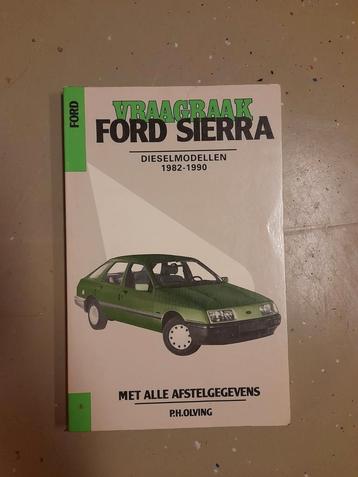 FORD
VRAAGBAAK
FORD SIERRA
DIESELMODELLEN
1982-1990
MET ALLE AFSTELGEGEVENS
P.H. OLVING